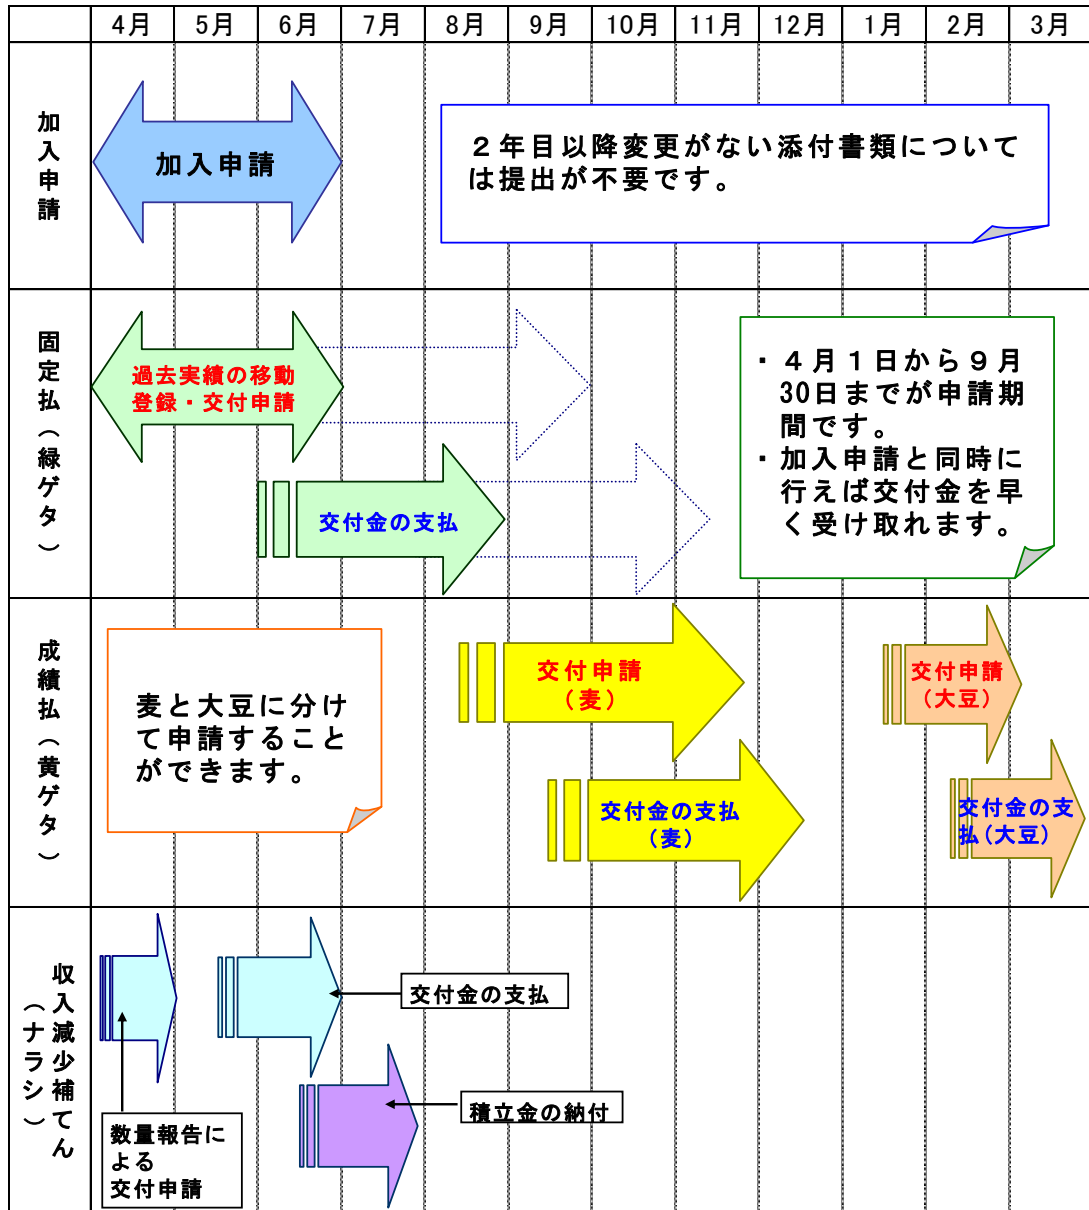 4月 5月 6月 7月 8月 9月 10月 11月 12月 1月 2月 3月
加入申請
加入申請
２年目以降変更がない添付書類について
は提出が不要です。
固定払（緑ゲタ）
過去実績の移動
登録・交付申請
交付金の支払
・４月１日から９月
30日までが申請期
間です。
・加入申請と同時に
行えば交付金を早
く受け取れます。
成績払（黄ゲタ）
麦と大豆に分け
て申請すること
ができます。
交付申請
（麦）
交付金の支払
（麦）
交付申請
（大豆）
交付金の支
払（大豆）
収入減少補てん
（ナラシ）
数量報告に
よる
交付申請
交付金の支払
積立金の納付